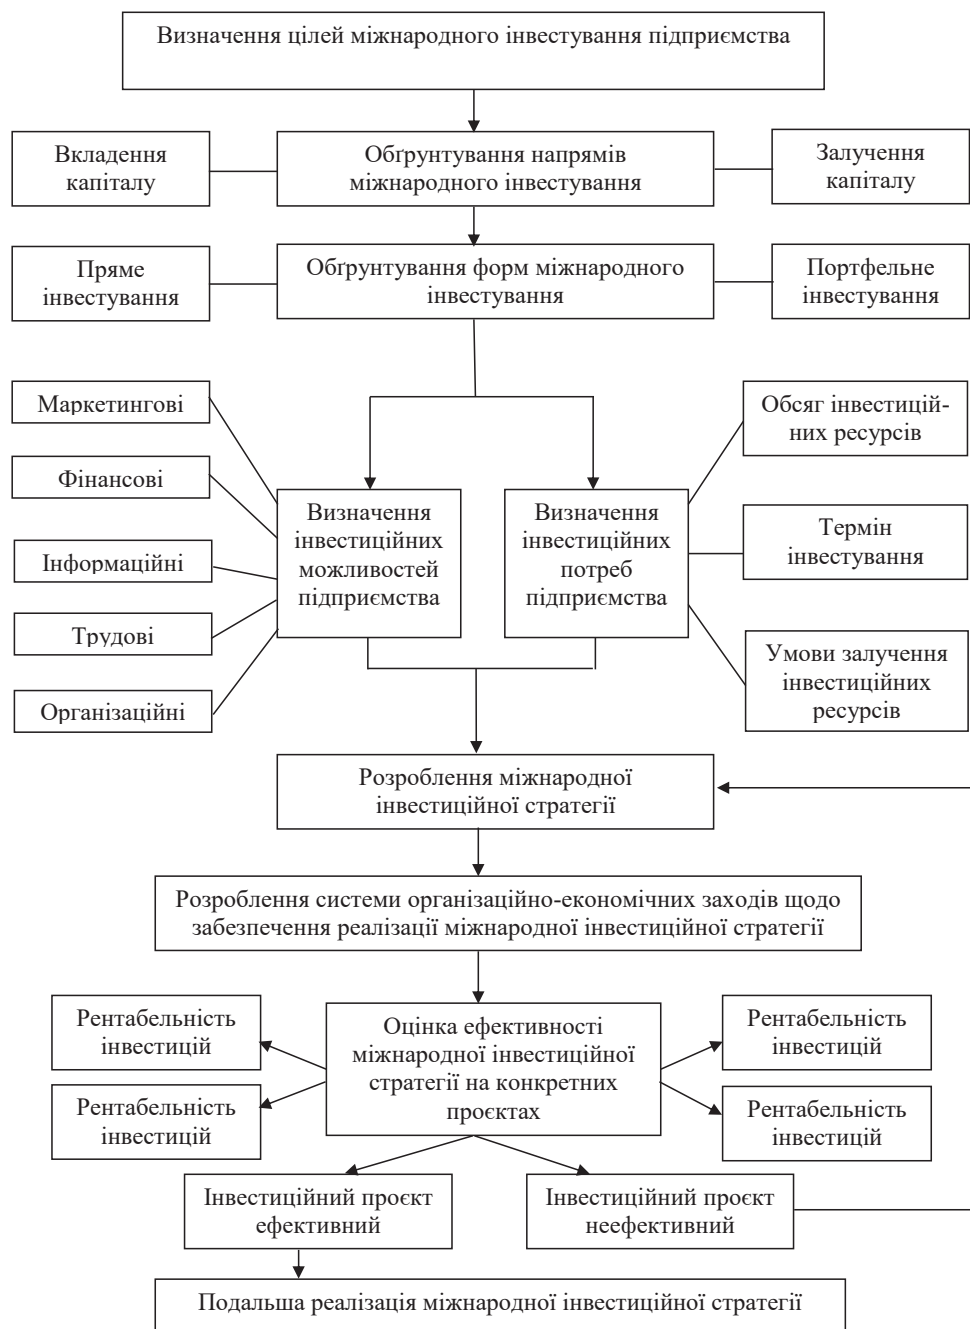 Визначення цілей міжнародного інвестування підприємства
Вкладення
капіталу
Обґрунтування напрямів
міжнародного інвестування
Залучення
капіталу
Пряме
інвестування
Обґрунтування форм міжнародного
інвестування
Портфельне
інвестування
Маркетингові
Фінансові
Інформаційні
Трудові
Організаційні
Визначення
інвестиційних
можливостей
підприємства
Визначення
інвестиційних
потреб
підприємства
Обсяг інвестицій-
них ресурсів
Термін
інвестування
Умови залучення
інвестиційних
ресурсів
Розроблення міжнародної
інвестиційної стратегії
Розроблення системи організаційно-економічних заходів щодо
забезпечення реалізації міжнародної інвестиційної стратегії
Рентабельність
інвестицій
Рентабельність
інвестицій
Оцінка ефективності
міжнародної інвестиційної
стратегії на конкретних
проєктах
Рентабельність
інвестицій
Рентабельність
інвестицій
Інвестиційний проєкт
ефективний
Інвестиційний проєкт
неефективний
Подальша реалізація міжнародної інвестиційної стратегії